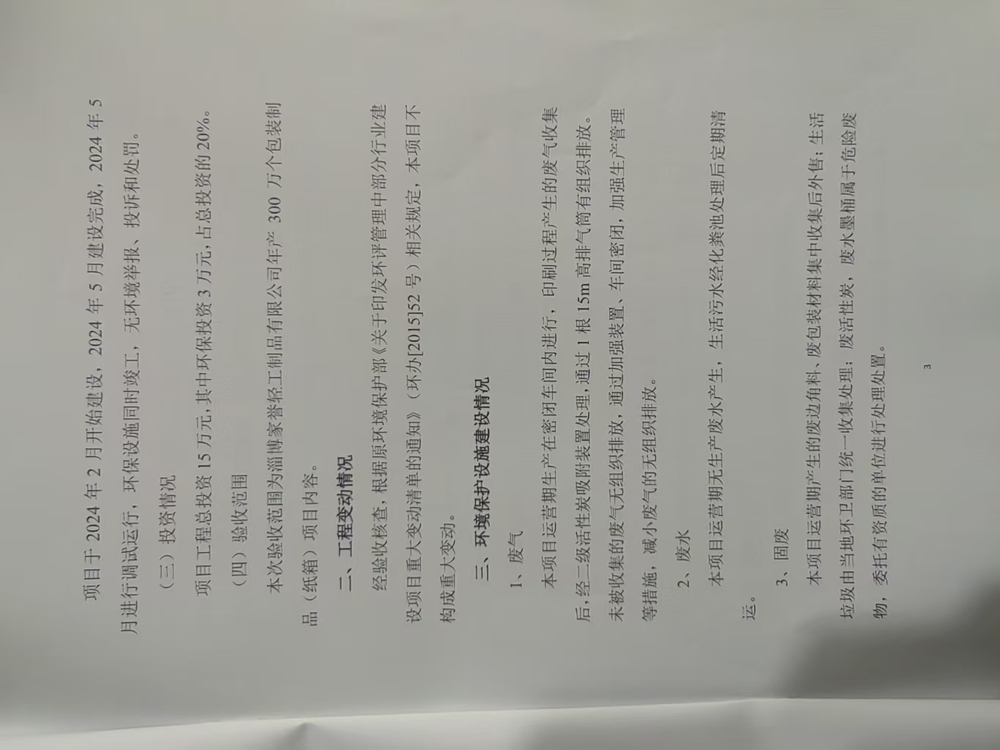 项目于 2024 年 2 月开始建设，2024 年 5 月建设完成，2024 年 5
月进行调试运行，环保设施同时竣工，无环境举报、投诉和处罚。
（三）投资情况
项目工程总投资 15 万元，其中环保投资 3 万元，占总投资的 20%。
（四）验收范围
本次验收范围为淄博家誉轻工制品有限公司年产 300 万个包装制
品（纸箱）项目内容。
二、工程变动情况
经验收核查，根据原环境保护部《关于印发环评管理中部分行业建
设项目重大变动清单的通知》（环办[2015]52 号）相关规定，本项目不
构成重大变动。
三、环境保护设施建设情况
1、废气
本项目运营期生产在密闭车间内进行，印刷过程产生的废气收集
后，经二级活性炭吸附装置处理，通过 1 根 15m 高排气筒有组织排放。
未被收集的废气无组织排放，通过加强装置、车间密闭，加强生产管理
等措施，减小废气的无组织排放。
2、废水
本项目运营期无生产废水产生，生活污水经化粪池处理后定期清
运。
3、固废
本项目运营期产生的废边角料、废包装材料集中收集后外售；生活
垃圾由当地环卫部门统一收集处理；废活性炭，废水墨桶属于危险废
物，委托有资质的单位进行处理处置。
3